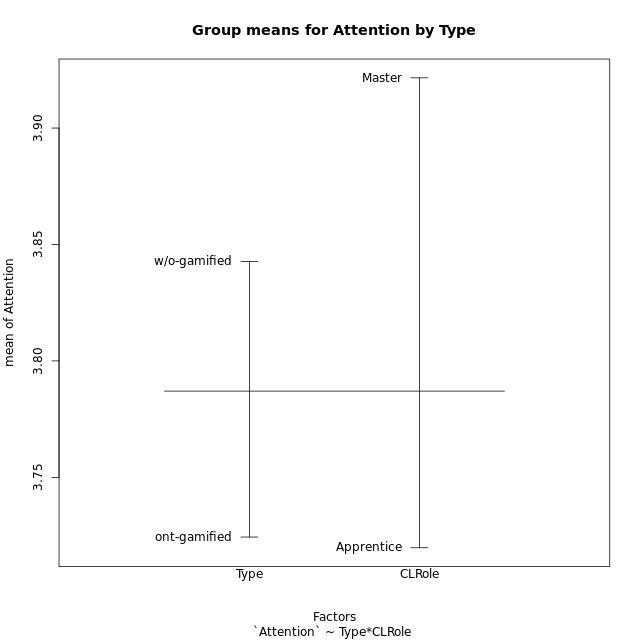 Group means for Attention by Type
mean of Attention
3.90
3.85
3.80
3.75
Master
w/o-gamified
ont-gamified
Apprentice
Type
CLRole
Factors
`Attention` ~ Type*CLRole